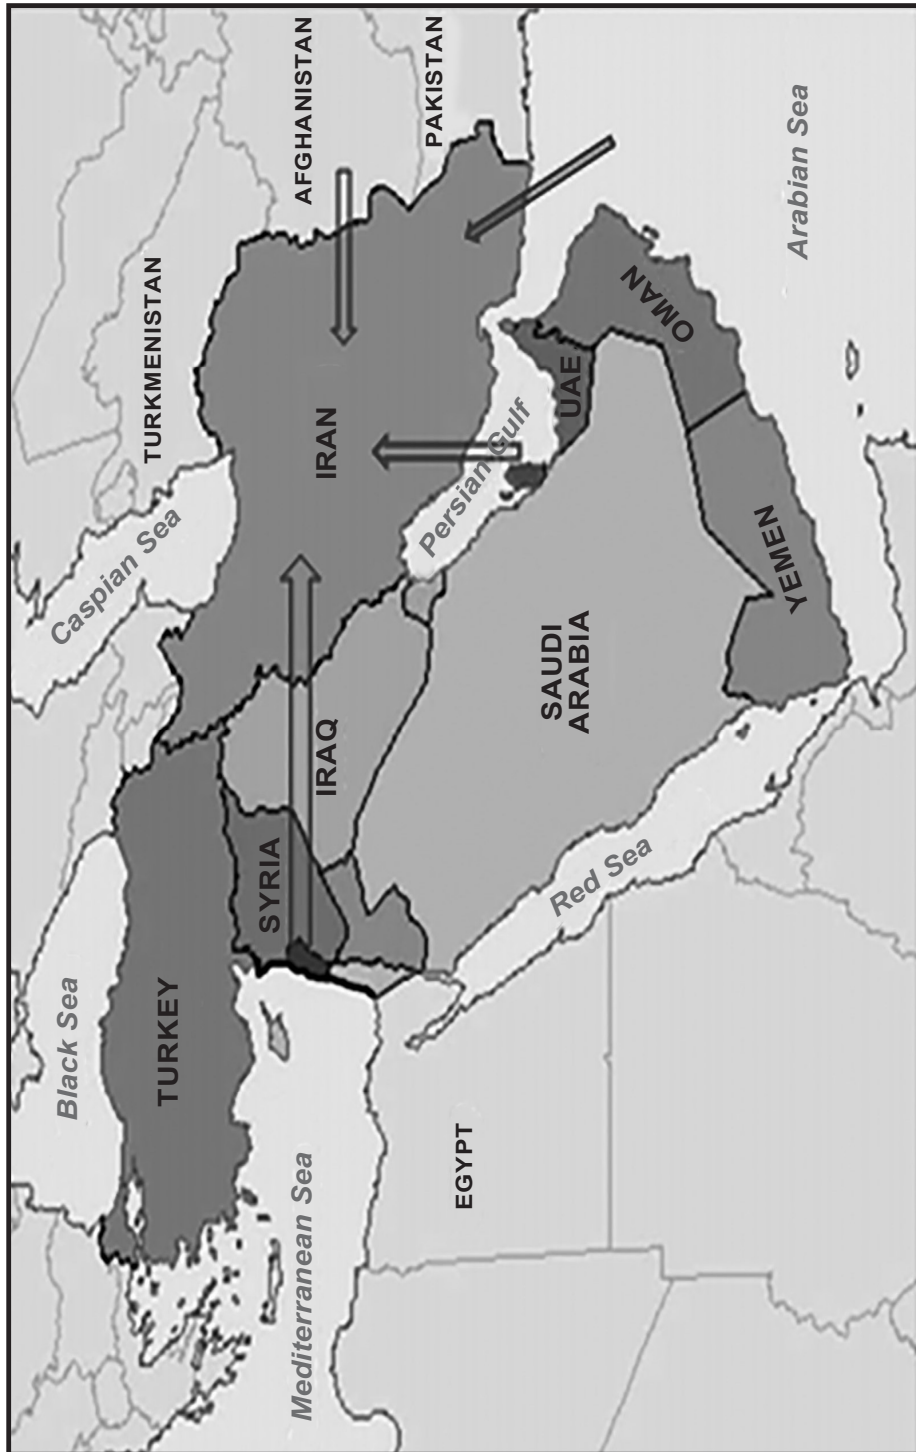 Black Sea
Caspian Sea
TURKMENISTAN
TURKEY
SYRIA
IRAN
AFGHANISTAN
Mediterranean Sea
IRAQ
PAKISTAN
EGYPT
Persian Gulf
SAUDI
ARABIA
UAE
Red Sea
OMAN
YEMEN
Arabian Sea